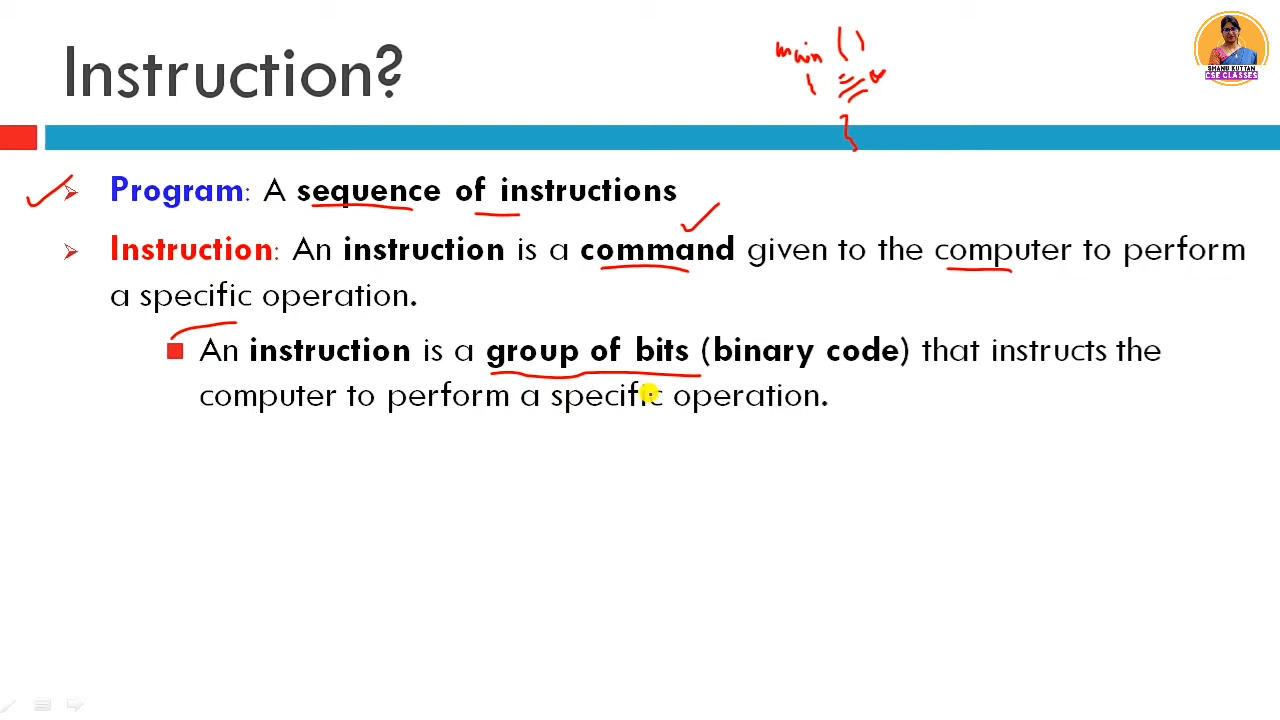 Instruction?
main ( )
}
SHANU KUTTAN
CSE CLASSES
Program: A sequence of instructions
Instruction: An instruction is a command given to the computer to perform
a specific operation.
An instruction is a group of bits (binary code) that instructs the
computer to perform a specific operation.